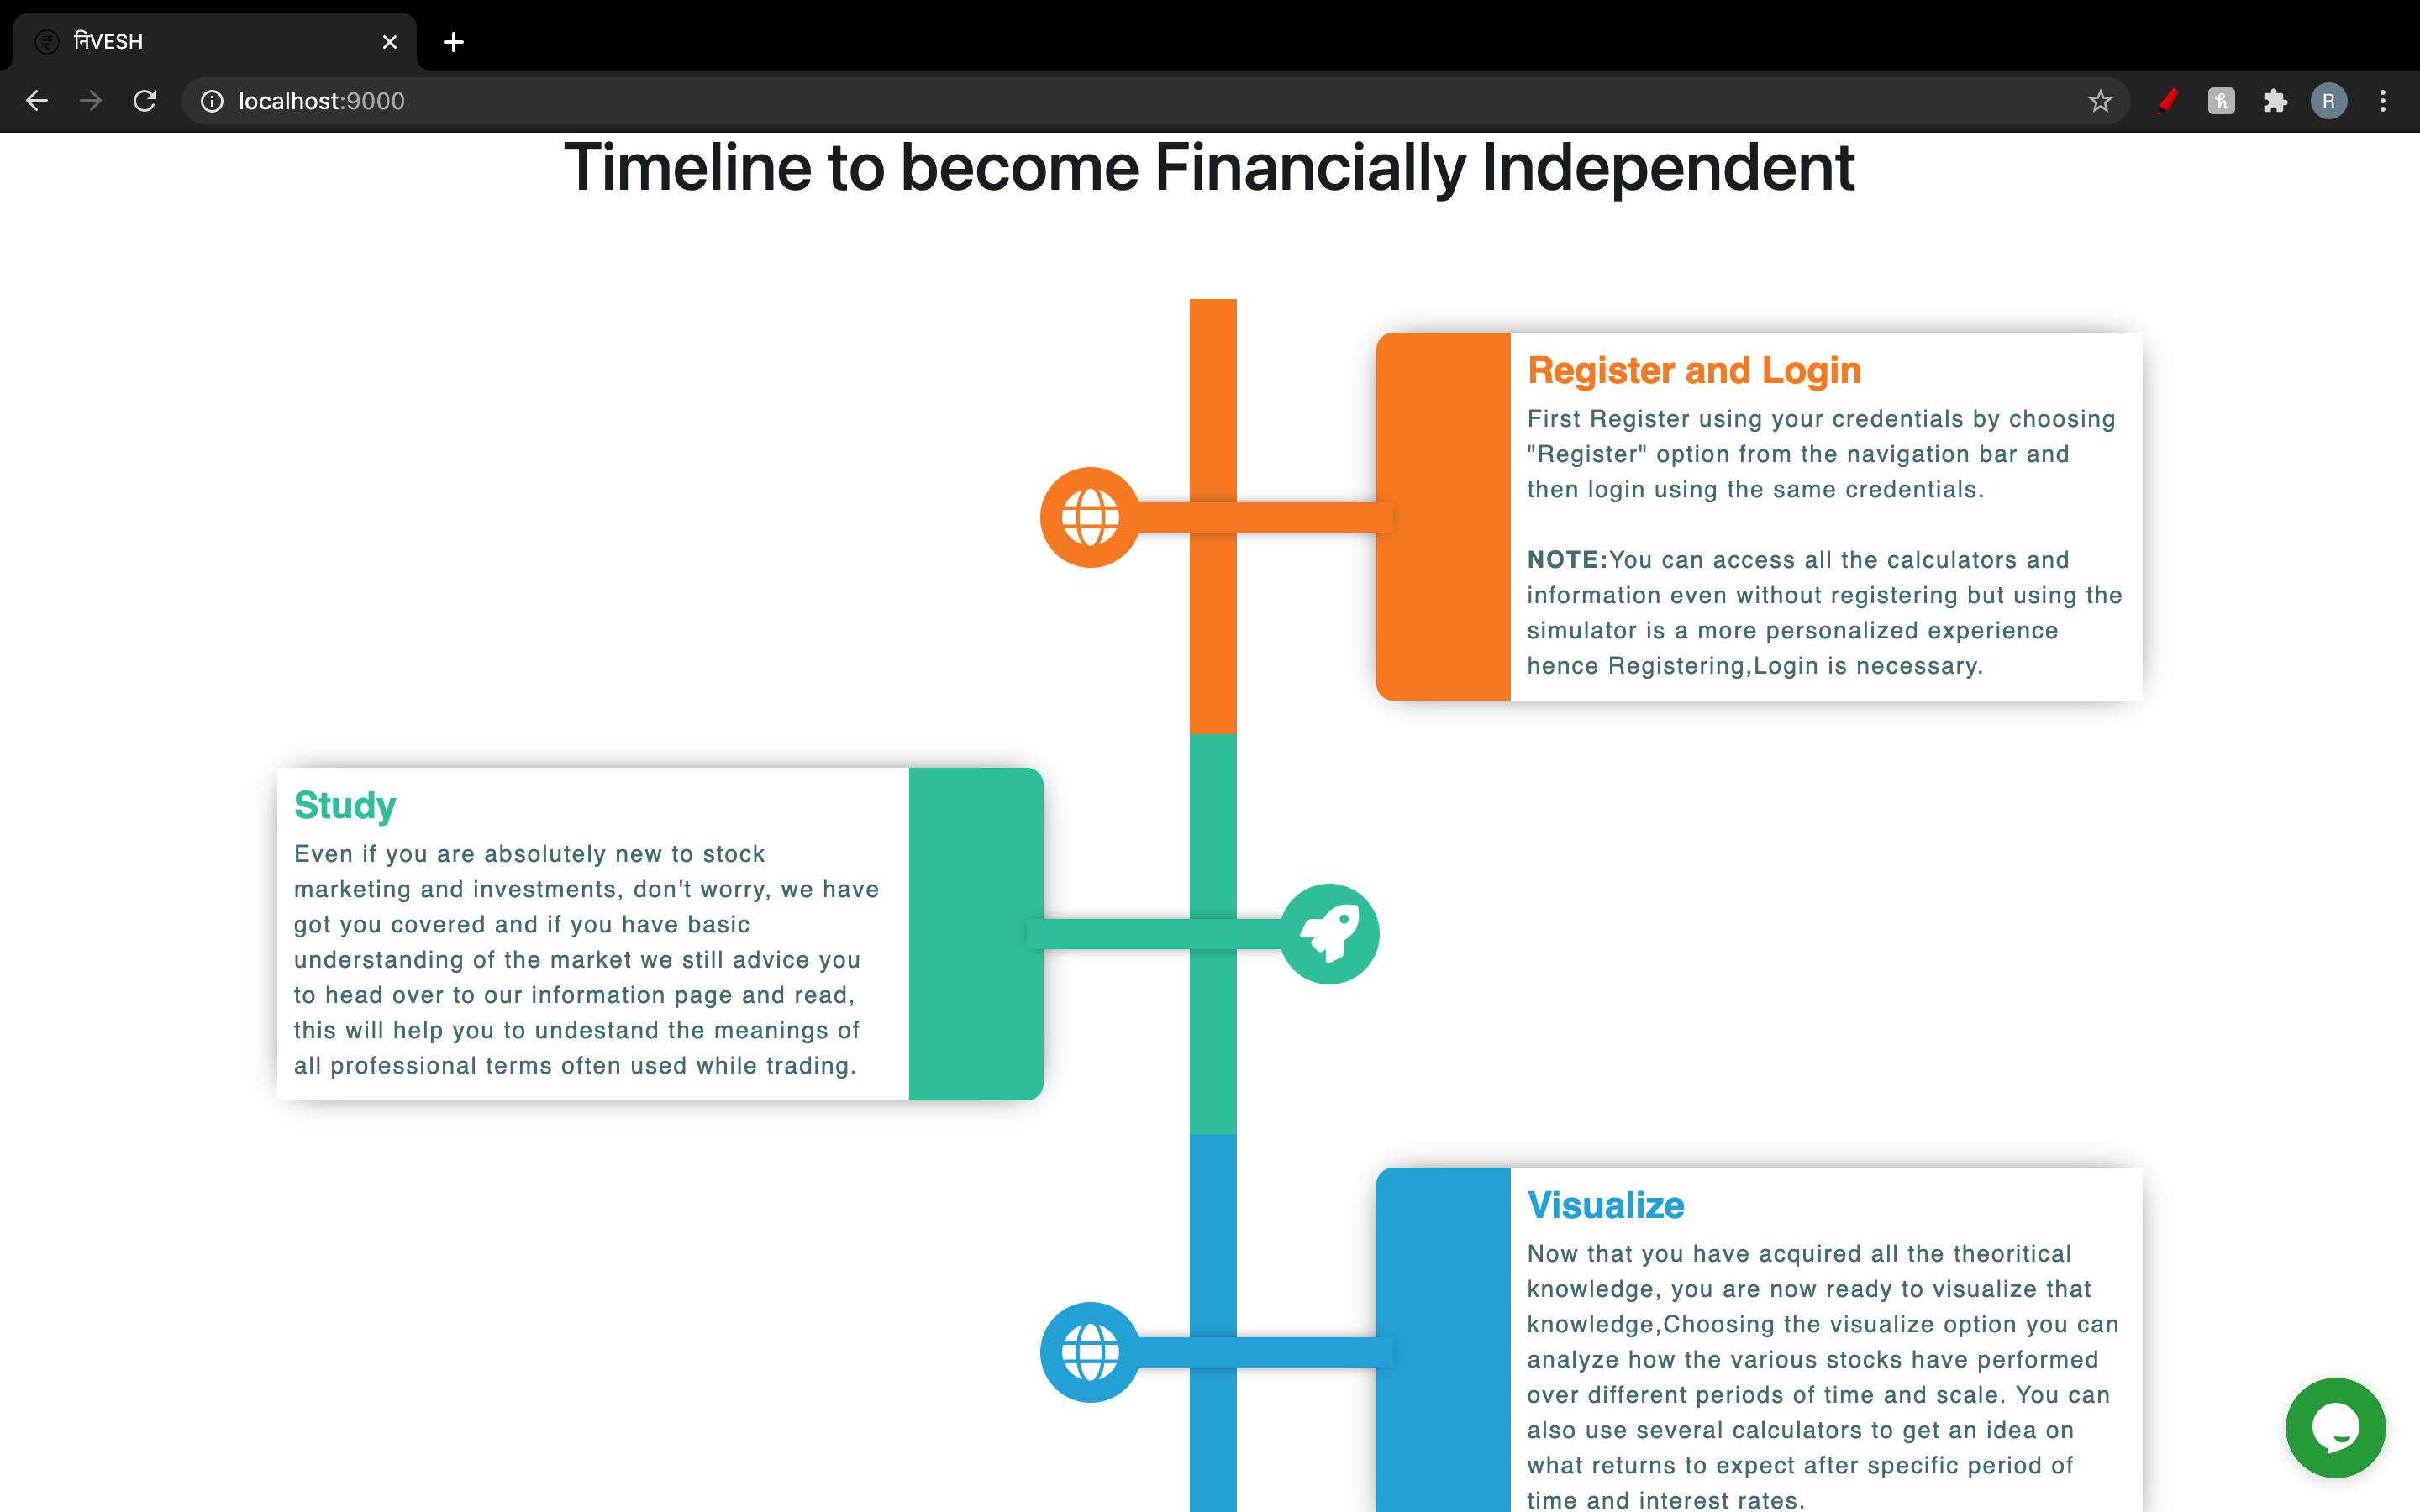 निVESH
localhost:9000
R
Timeline to become Financially Independent
Register and Login
First Register using your credentials by choosing
"Register" option from the navigation bar and
then login using the same credentials.
NOTE:You can access all the calculators and
information even without registering but using the
simulator is a more personalized experience
hence Registering,Login is necessary.
Study
Even if you are absolutely new to stock
marketing and investments, don't worry, we have
got you covered and if you have basic
understanding of the market we still advice you
to head over to our information page and read,
this will help you to undestand the meanings of
all professional terms often used while trading.
Visualize
Now that you have acquired all the theoritical
knowledge, you are now ready to visualize that
knowledge,Choosing the visualize option you can
analyze how the various stocks have performed
over different periods of time and scale. You can
also use several calculators to get an idea on
what returns to expect after specific period of
time and interest rates.